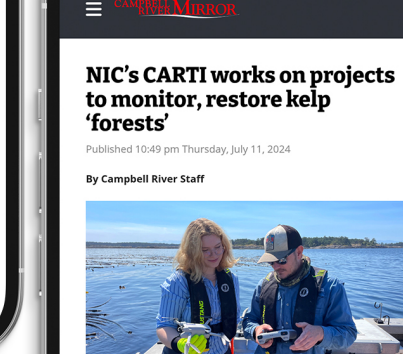 CAMPBELL
RIVER MIRROR
NIC's CARTI works on projects
to monitor, restore kelp
'forests'
Published 10:49 pm Thursday, July 11, 2024
By Campbell River Staff
MUSTANG